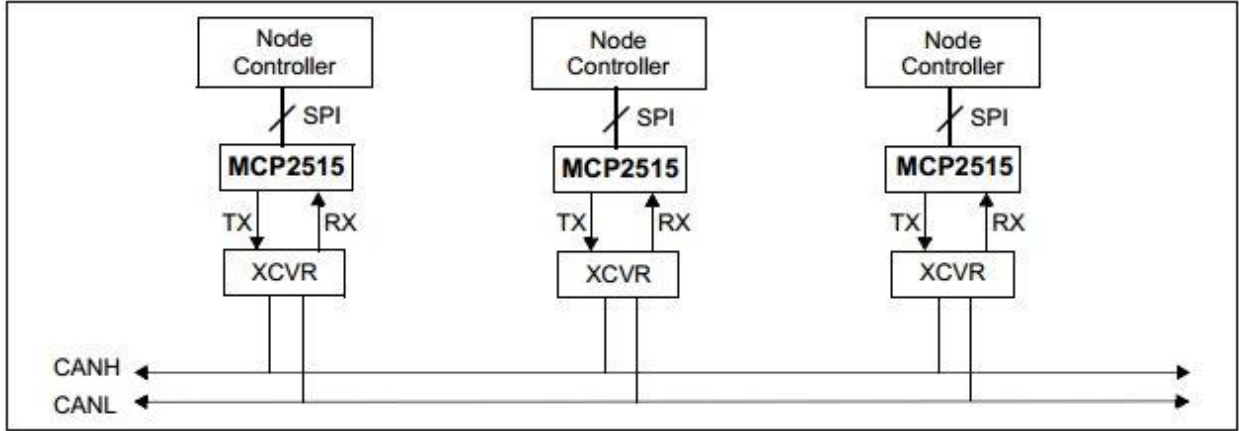 Node
Controller
SPI
MCP2515
TX
RX
XCVR
Node
Controller
SPI
MCP2515
TX
RX
XCVR
Node
Controller
SPI
MCP2515
TX
RX
XCVR
CANH
CANL